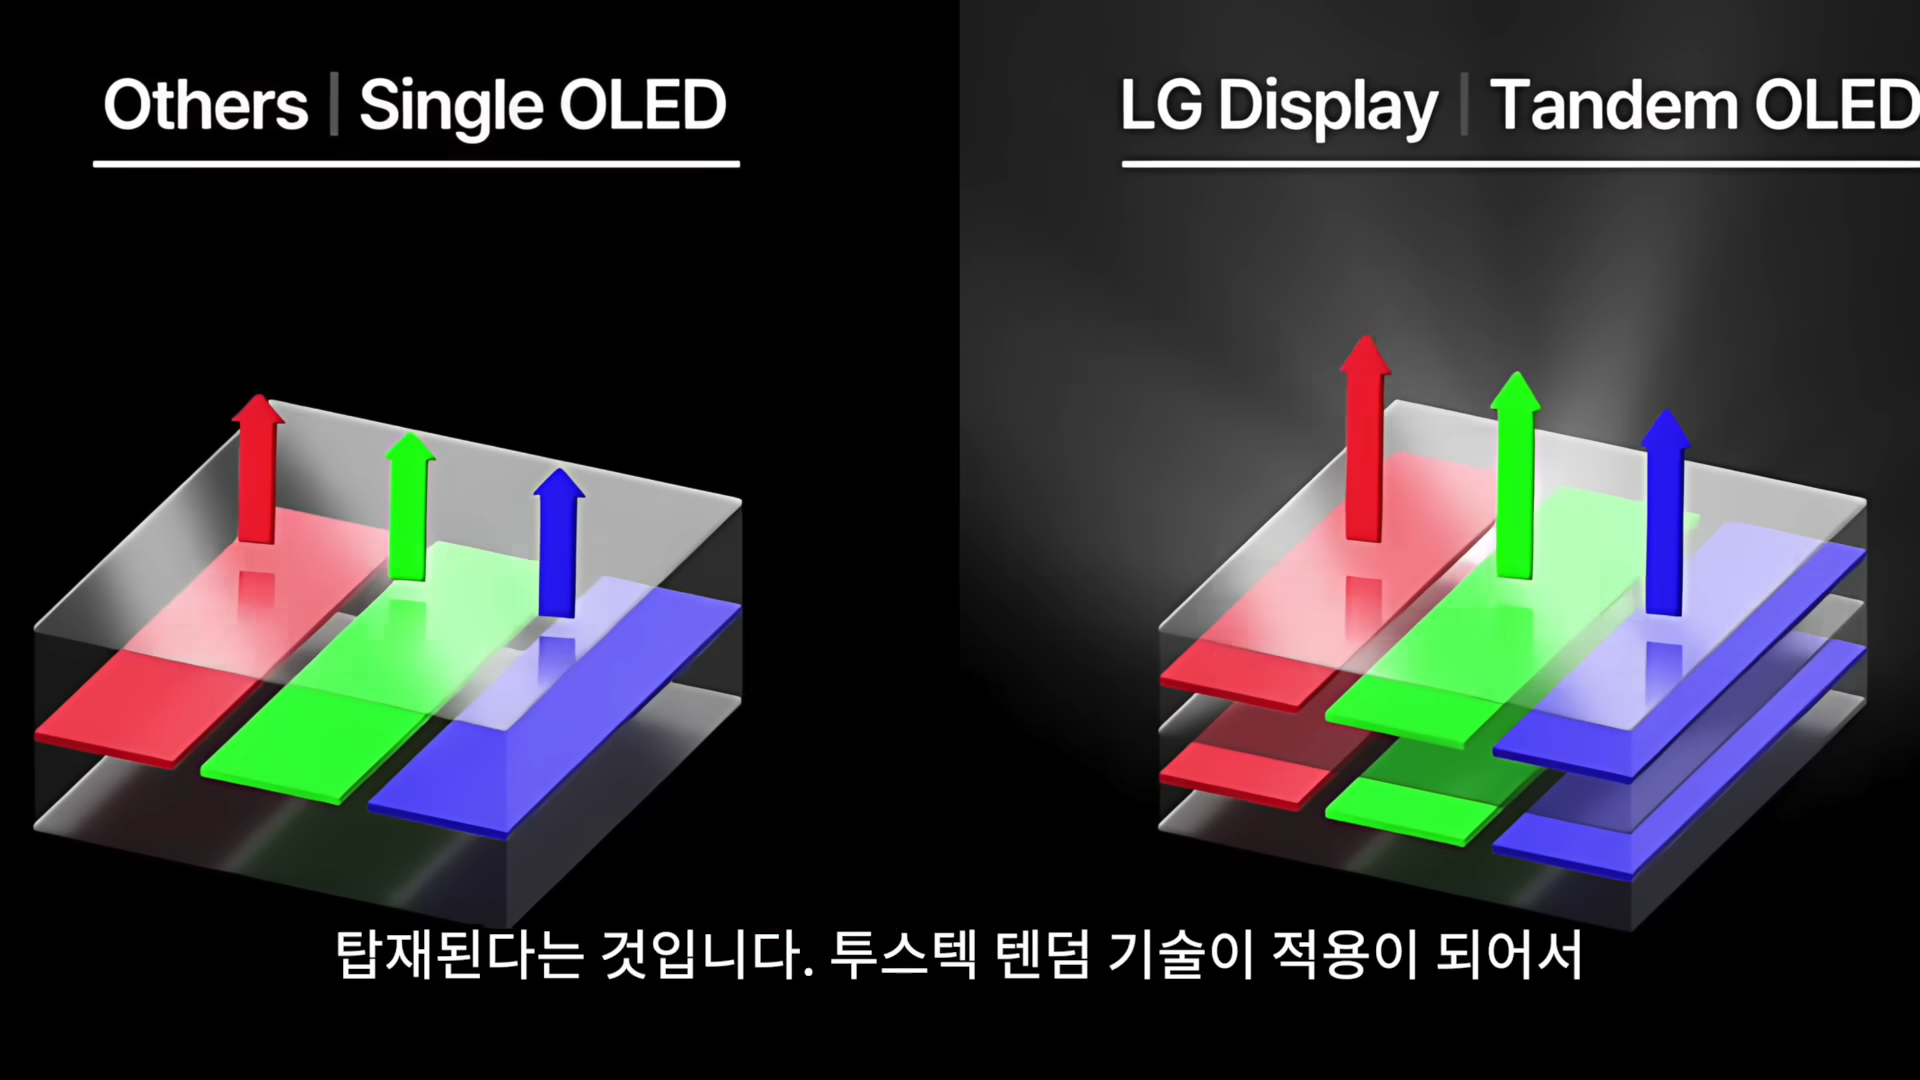 Others | Single OLED
LG Display | Tandem OLED
탑재된다는 것입니다. 투스텍 텐덤 기술이 적용이 되어서